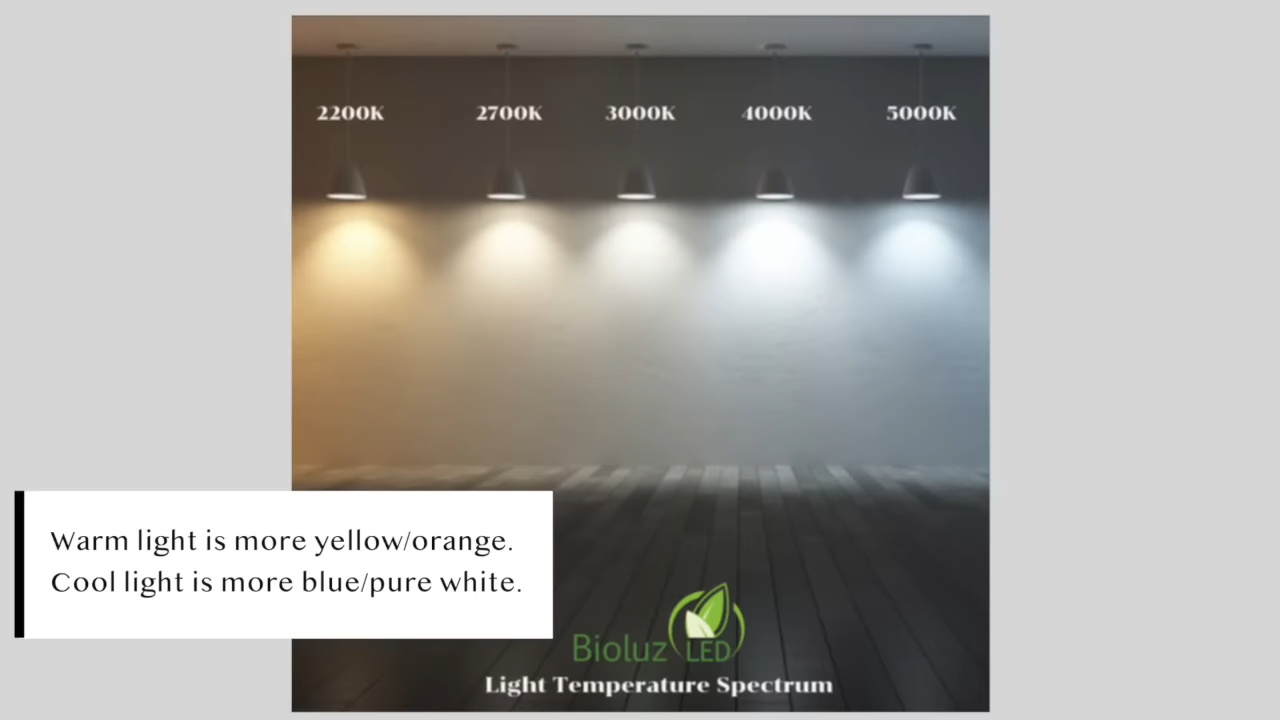 2200K 2700K 3000K 4000K 5000K
Warm light is more yellow/orange.
Cool light is more blue/pure white.
Bioluz LED
Light Temperature Spectrum